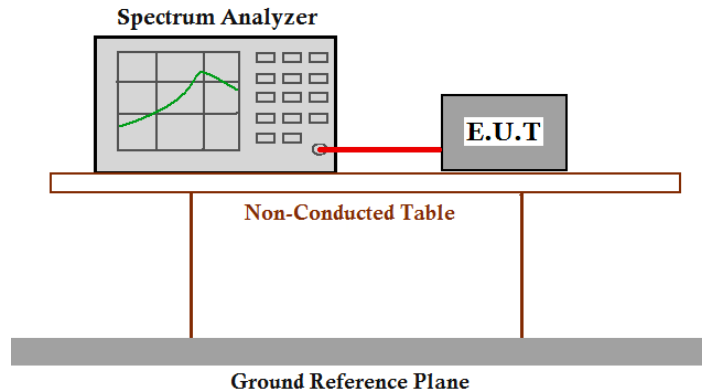 Spectrum Analyzer
E.U.T
Non-Conducted Table
Ground Reference Plane